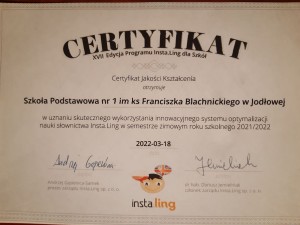 CERTYFIKAT
XVII Edycja Programu Insta.Ling dla Szkół
Certyfikat Jakości Kształcenia
otrzymuje
Szkoła Podstawowa nr 1 im ks Franciszka Blachnickiego w Jodłowej
w uznaniu skutecznego wykorzystania innowacyjnego systemu optymalizacji
nauki słownictwa Insta.Ling w semestrze zimowym roku szkolnego 2021/2022
2022-03-18
insta.ling